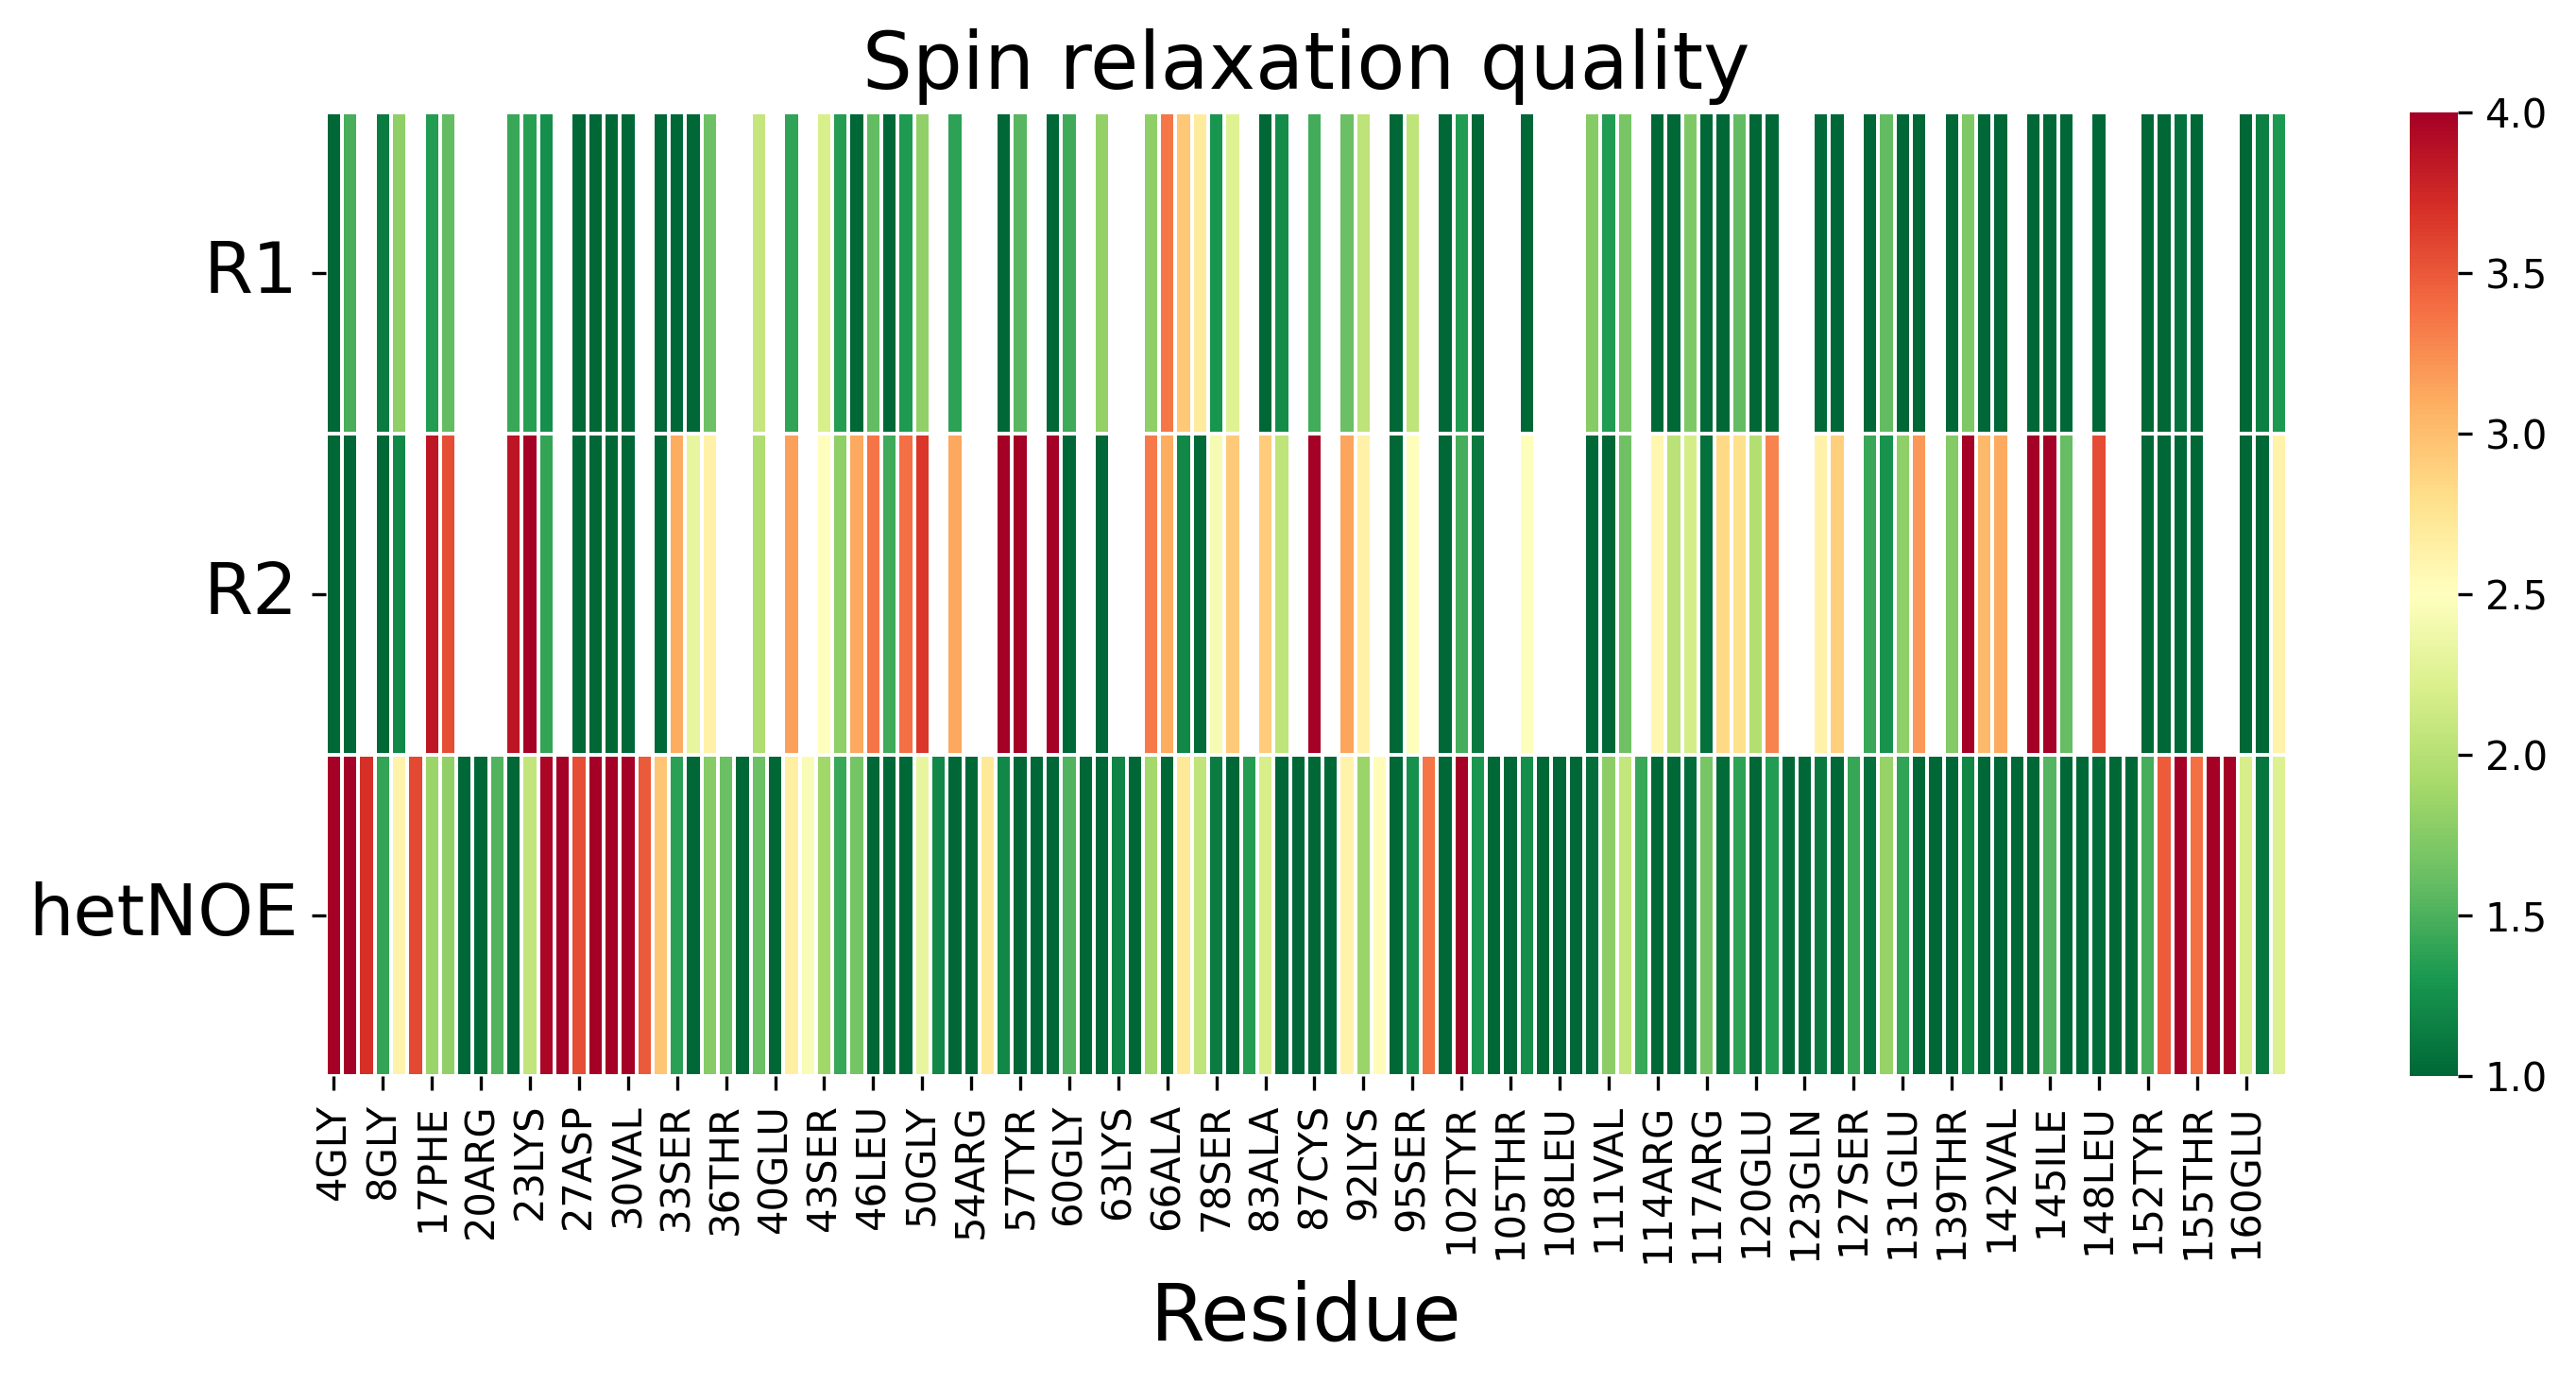 Spin relaxation quality
R1
R2
hetNOE
4GLY
8GLY
17PHE
20ARG
23LYS
27ASP
30VAL
33SER
36THR
40GLU
43SER
46LEU
50GLY
54ARG
57TYR
60GLY
63LYS
66ALA
78SER
83ALA
87CYS
92LYS
95SER
102TYR
105THR
108LEU
111VAL
114ARG
117ARG
120GLU
123GLN
127SER
131GLU
139THR
142VAL
145ILE
148LEU
152TYR
155THR
160GLU
Residue
4.0
3.5
3.0
2.5
2.0
1.5
1.0